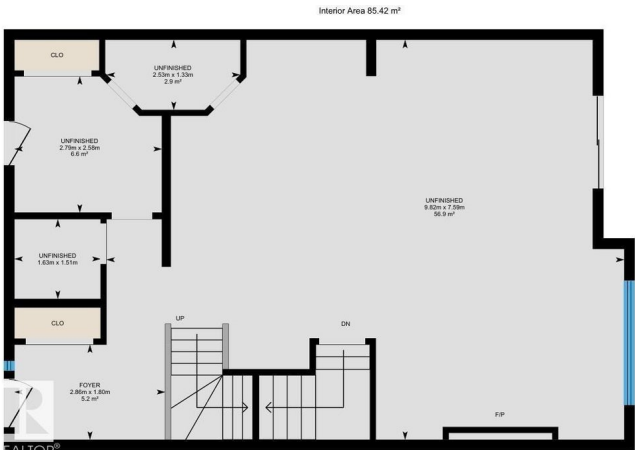 Interior Area 85.42 m²
CLO
UNFINISHED
2.53m x 1.33m
2.9 m²
UNFINISHED
2.79m x 2.58m
6.6 m²
UNFINISHED
9.82m x 7.59m
56.9 m²
UNFINISHED
1.63m x 1.51m
CLO
UP
DN
FOYER
2.86m x 1.80m
5.2 m²
F/P
R
REALTOR®